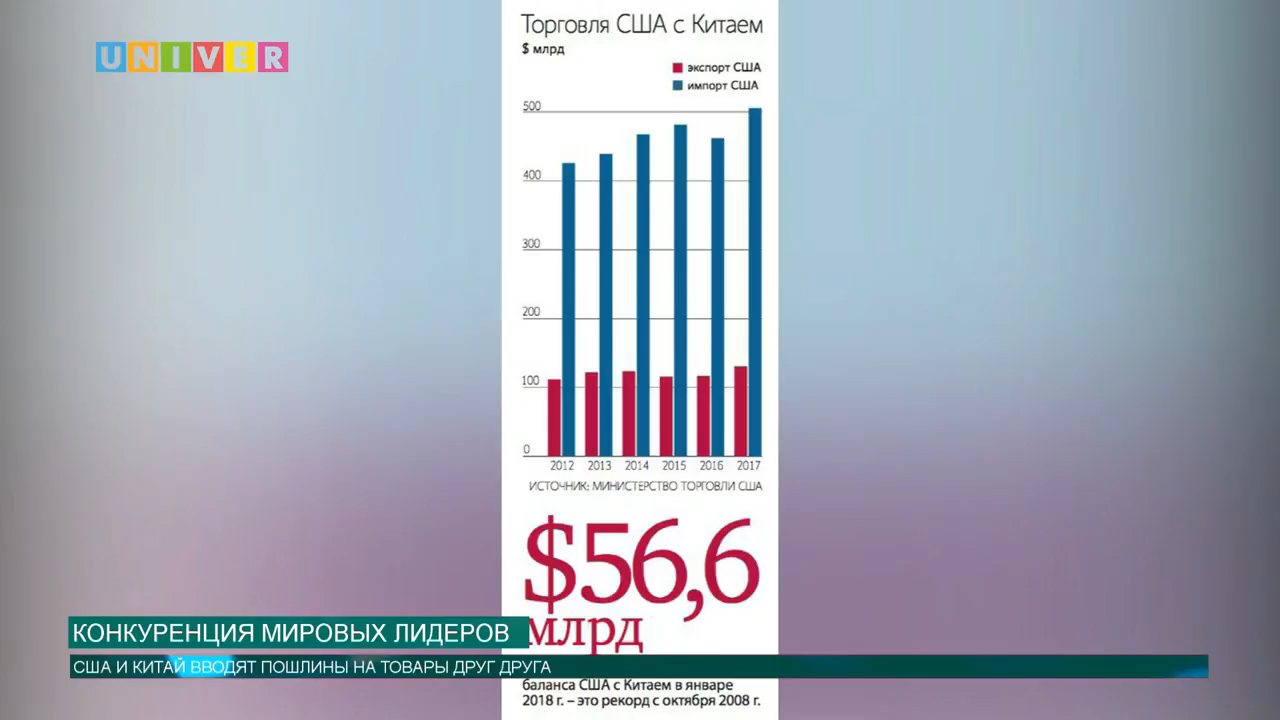 UNIVER
Торговля США с Китаем
$ млрд
экспорт США
импорт США
500
400
300
200
100
0
2012 2013 2014 2015 2016 2017
ИСТОЧНИК: МИНИСТЕРСТВО ТОРГОВЛИ США
$56,6
млрд
КОНКУРЕНЦИЯ МИРОВЫХ ЛИДЕРОВ
США И КИТАЙ ВВОДЯТ ПОШЛИНЫ НА ТОВАРЫ ДРУГ ДРУГА
баланса США с Китаем в январе
2018 г. – это рекорд с октября 2008 г.